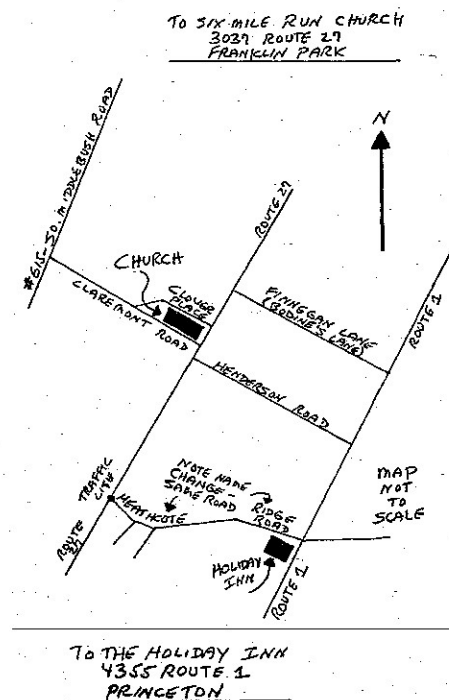 TO SIX MILE RUN CHURCH
3037 ROUTE 27
FRANKLIN PARK
N
#615-SO. MIDDLEBUSH ROAD
ROUTE 27
CHURCH
CLOVER
PLACE
CLAREMONT ROAD
FINNEGAN LANE
(BODINE'S LANE)
ROUTE 1
HENDERSON ROAD
MAP
NOT
TO
SCALE
TRAFFIC
LITE
NOTE NAME
CHANGE-
SAME ROAD
HEATHCOTE
RIDGE
ROAD
ROUTE
27
HOLIDAY
INN
ROUTE 1
TO THE HOLIDAY INN
4355 ROUTE 1
PRINCETON